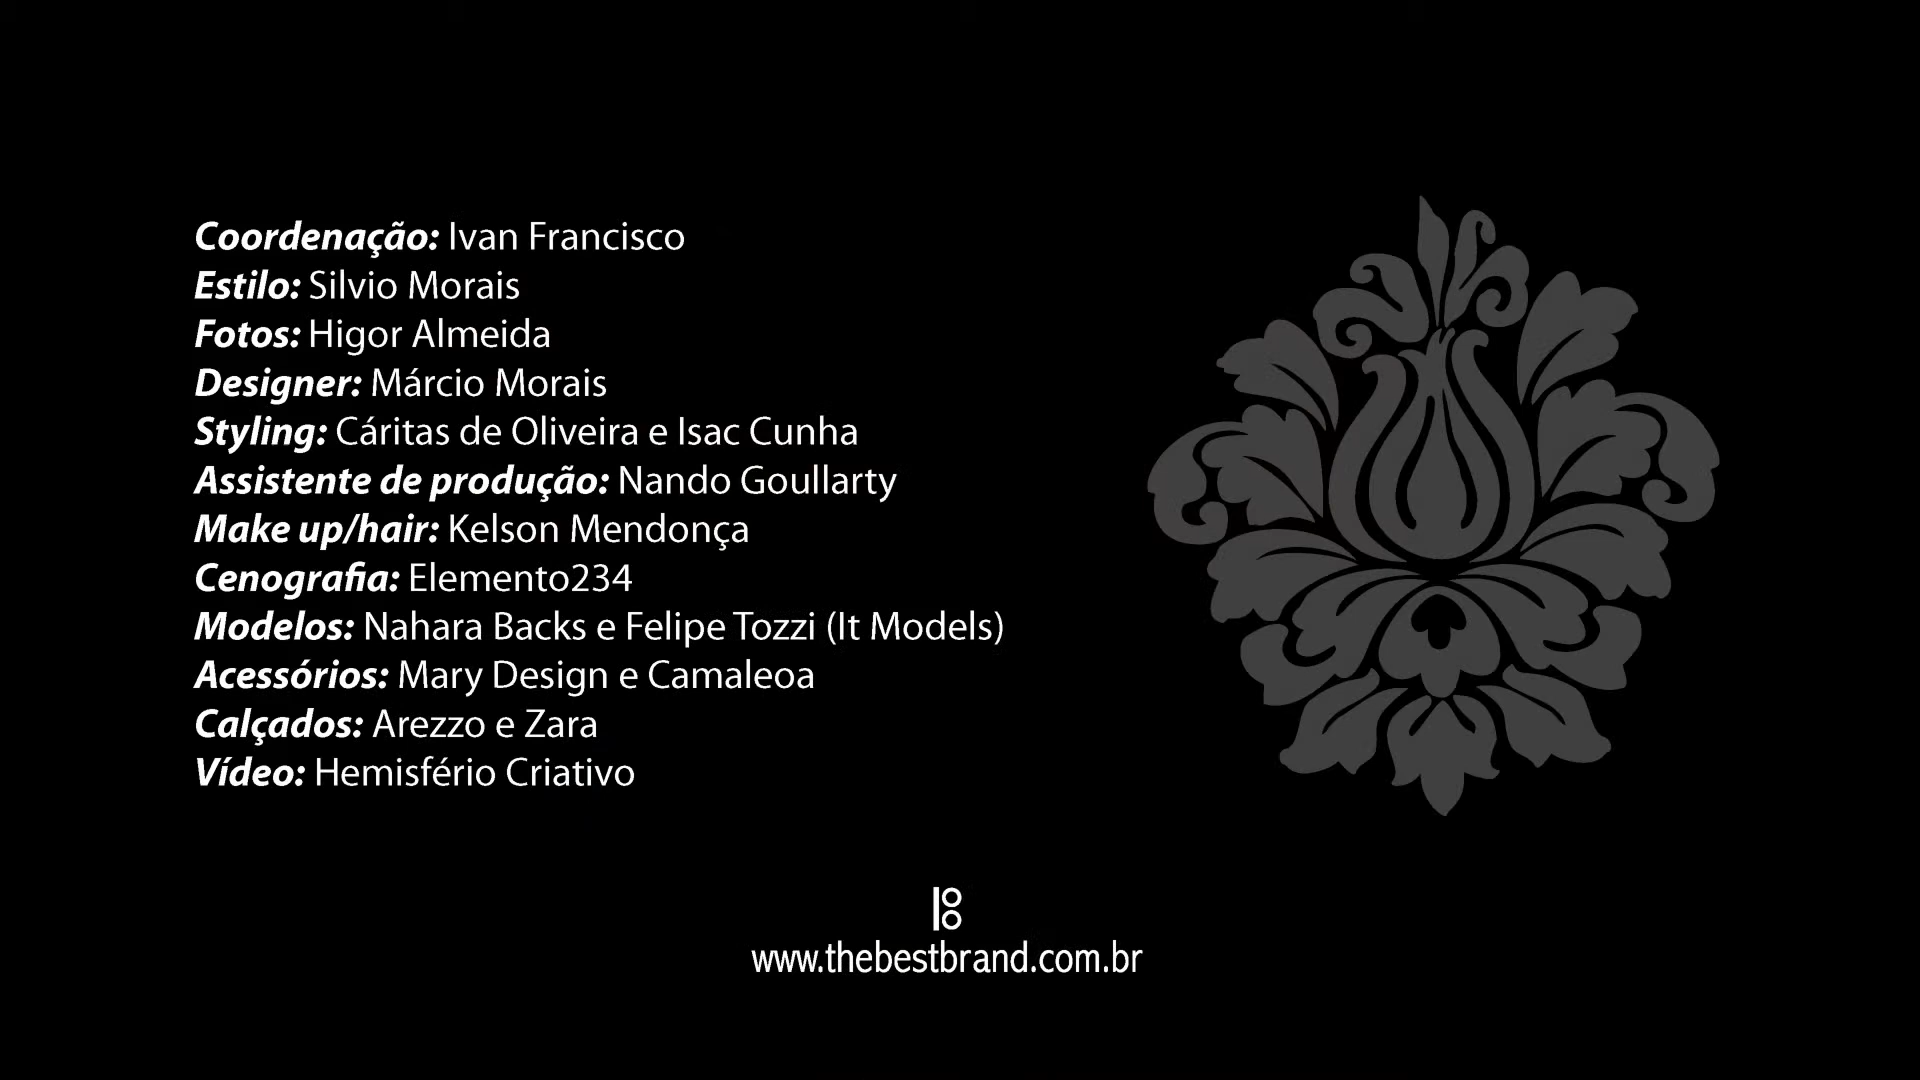 Coordenação: Ivan Francisco
Estilo: Silvio Morais
Fotos: Higor Almeida
Designer: Márcio Morais
Styling: Cáritas de Oliveira e Isac Cunha
Assistente de produção: Nando Goullarty
Make up/hair: Kelson Mendonça
Cenografia: Elemento234
Modelos: Nahara Backs e Felipe Tozzi (It Models)
Acessórios: Mary Design e Camaleoa
Calçados: Arezzo e Zara
Vídeo: Hemisfério Criativo
www.thebestbrand.com.br